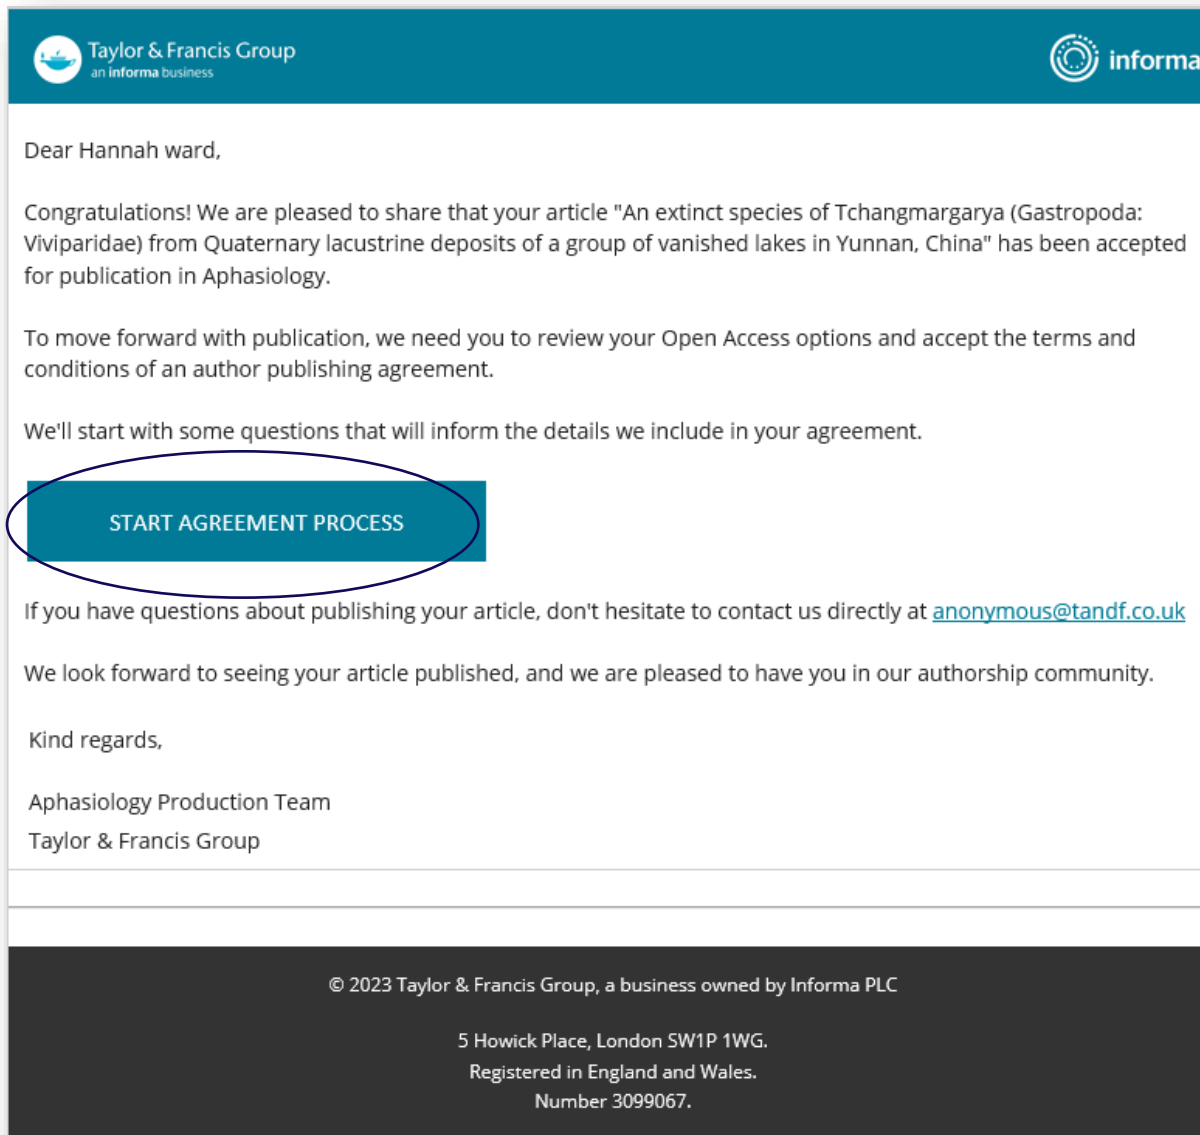 Taylor & Francis Group
an informa business
informa
Dear Hannah ward,
Congratulations! We are pleased to share that your article "An extinct species of Tchangmargarya (Gastropoda:
Viviparidae) from Quaternary lacustrine deposits of a group of vanished lakes in Yunnan, China" has been accepted
for publication in Aphasiology.
To move forward with publication, we need you to review your Open Access options and accept the terms and
conditions of an author publishing agreement.
We'll start with some questions that will inform the details we include in your agreement.
START AGREEMENT PROCESS
If you have questions about publishing your article, don't hesitate to contact us directly at anonymous@tandf.co.uk
We look forward to seeing your article published, and we are pleased to have you in our authorship community.
Kind regards,
Aphasiology Production Team
Taylor & Francis Group
© 2023 Taylor & Francis Group, a business owned by Informa PLC
5 Howick Place, London SW1P 1WG.
Registered in England and Wales.
Number 3099067.